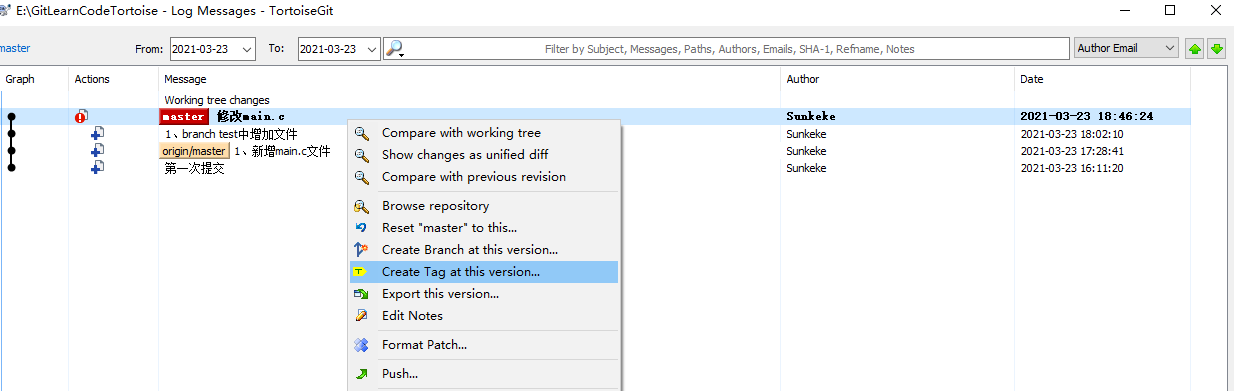 E:\GitLearnCodeTortoise - Log Messages - TortoiseGit
master From: 2021-03-23 To: 2021-03-23 Filter by Subject, Messages, Paths, Authors, Emails, SHA-1, Refname, Notes Author Email
Graph Actions Message Author Date
Working tree changes
master 修改main.c Sunkeke 2021-03-23 18:46:24
1、branch test中增加文件 Sunkeke 2021-03-23 18:02:10
origin/master 1、新增main.c文件 Sunkeke 2021-03-23 17:28:41
第一次提交 Sunkeke 2021-03-23 16:11:20
Compare with working tree
Show changes as unified diff
Compare with previous revision
Browse repository
Reset "master" to this...
Create Branch at this version...
Create Tag at this version...
Export this version...
Edit Notes
Format Patch...
Push...